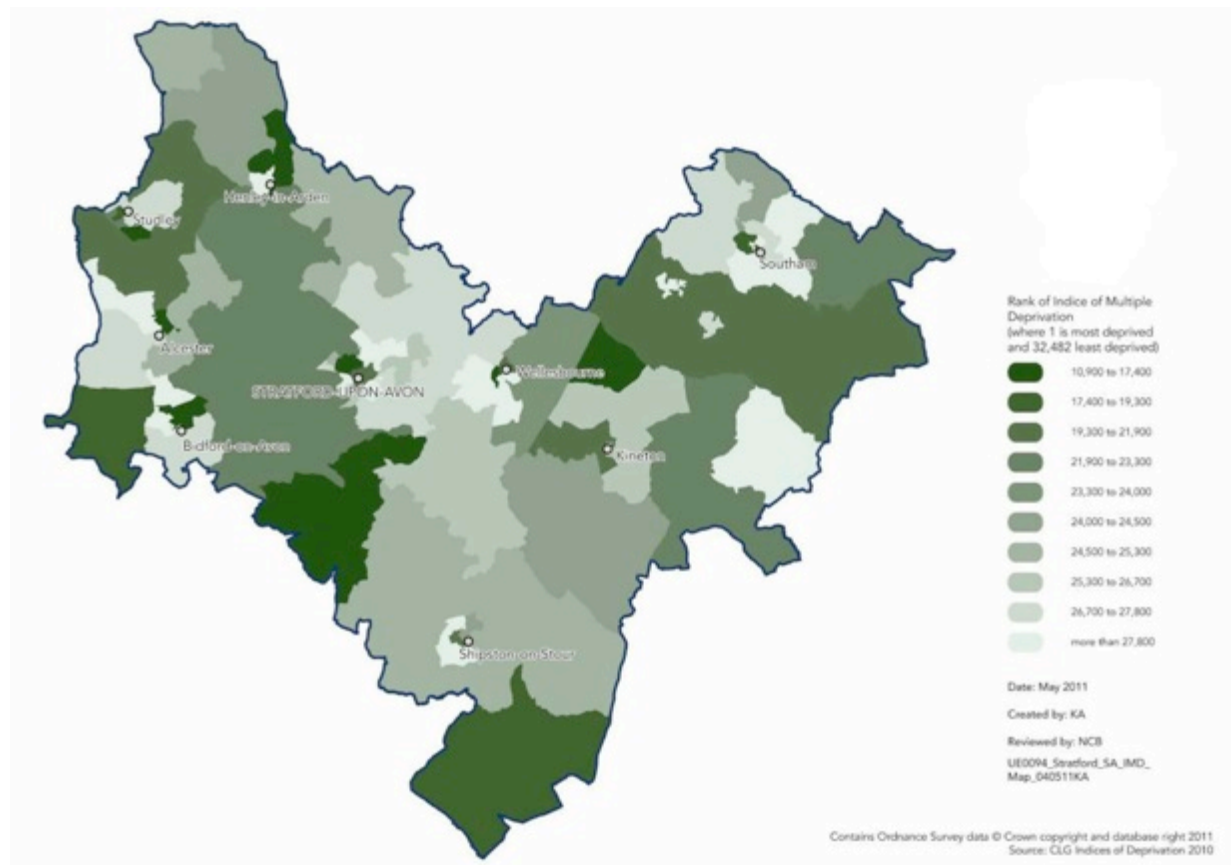 Henley-in-Arden
Studley
Southam
Alcester
Wellesbourne
STRATFORD-UPON-AVON
Bidford-on-Avon
Kineton
Shipston-on-Stour
Rank of Indice of Multiple
Deprivation
(where 1 is most deprived
and 32,482 least deprived)
10,900 to 17,400
17,400 to 19,300
19,300 to 21,900
21,900 to 23,300
23,300 to 24,000
24,000 to 24,500
24,500 to 25,300
25,300 to 26,700
26,700 to 27,800
more than 27,800
Date: May 2011
Created by: KA
Reviewed by: NCB
UE0094_Stratford_SA_IMD_
Map_040511KA
Contains Ordnance Survey data © Crown copyright and database right 2011
Source: CLG Indices of Deprivation 2010